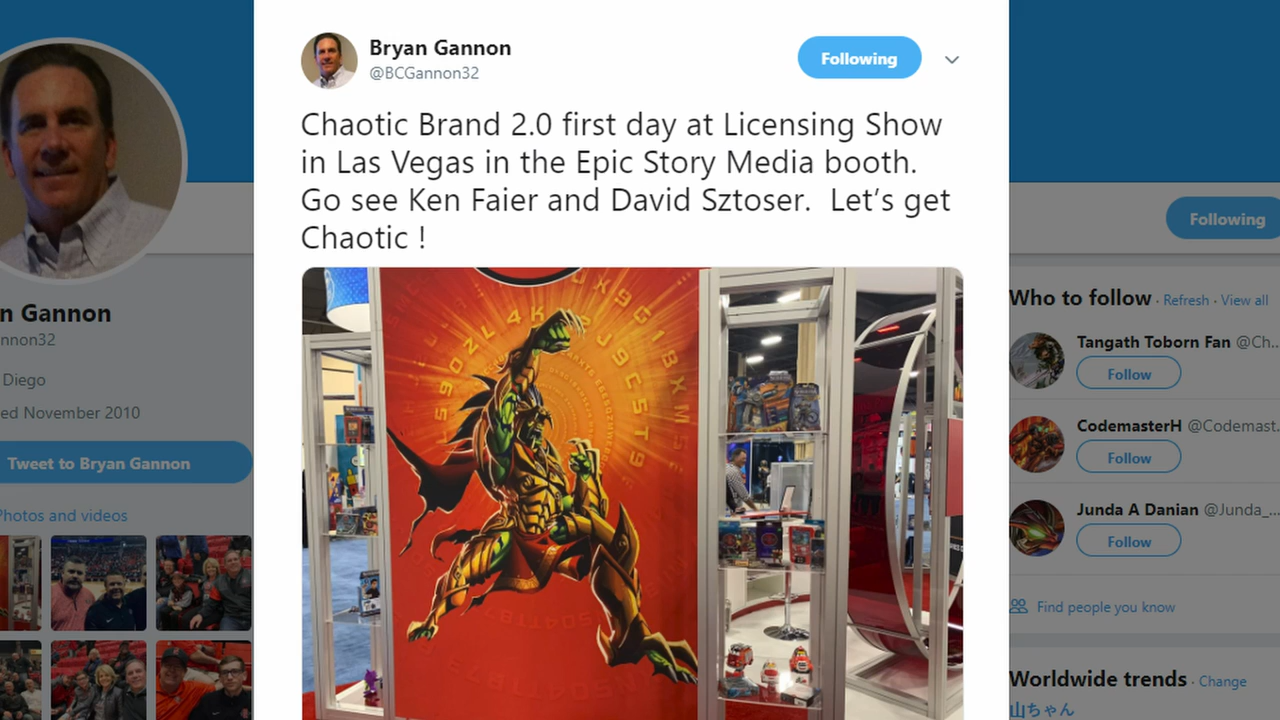 Bryan Gannon
@BCGannon32
Following
Chaotic Brand 2.0 first day at Licensing Show
in Las Vegas in the Epic Story Media booth.
Go see Ken Faier and David Sztoser.  Let’s get
Chaotic !
n Gannon
nnon32
Diego
ed November 2010
Tweet to Bryan Gannon
Photos and videos
Following
Who to follow · Refresh · View all
Tangath Toborn Fan @Ch...
Follow
CodemasterH @Codemast...
Follow
Junda A Danian @Junda_...
Follow
Find people you know
Worldwide trends · Change
山ちゃん